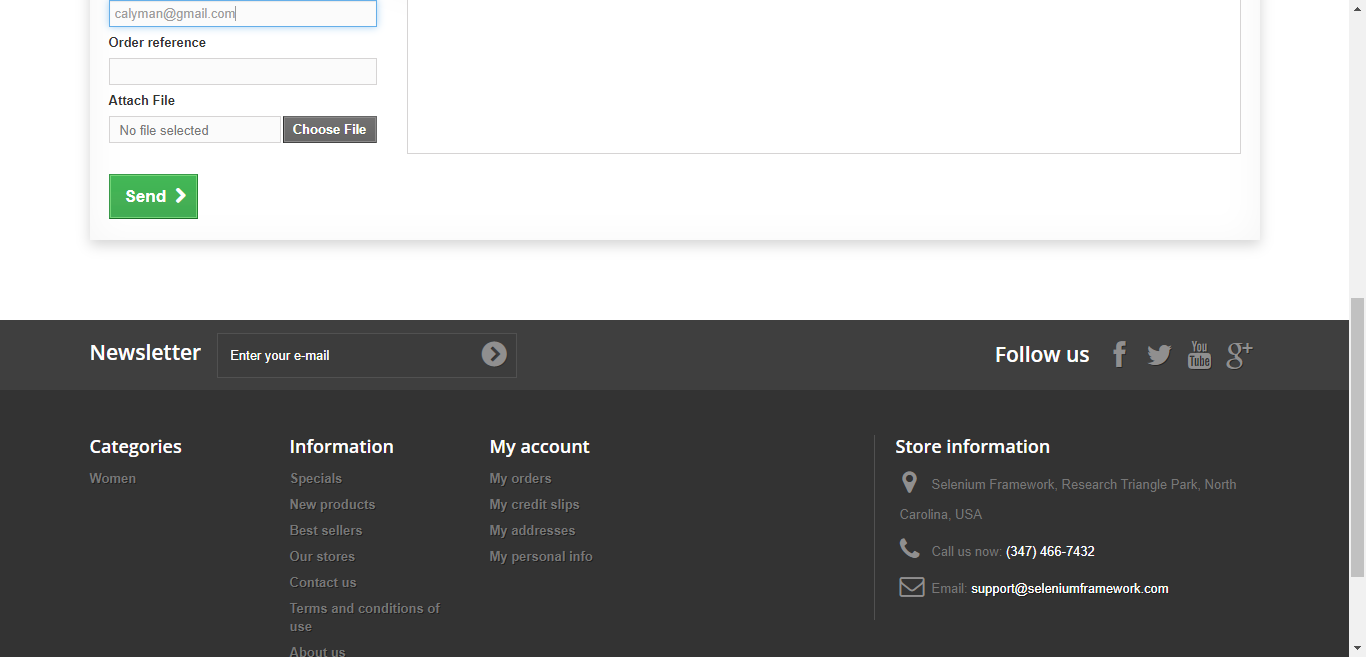 calyman@gmail.com
Order reference
Attach File
No file selected
Choose File
Send
Newsletter
Enter your e-mail
Follow us
You
Tube
g+
Categories
Women
Information
Specials
New products
Best sellers
Our stores
Contact us
Terms and conditions of
use
About us
My account
My orders
My credit slips
My addresses
My personal info
Store information
Selenium Framework, Research Triangle Park, North
Carolina, USA
Call us now: (347) 466-7432
Email: support@seleniumframework.com